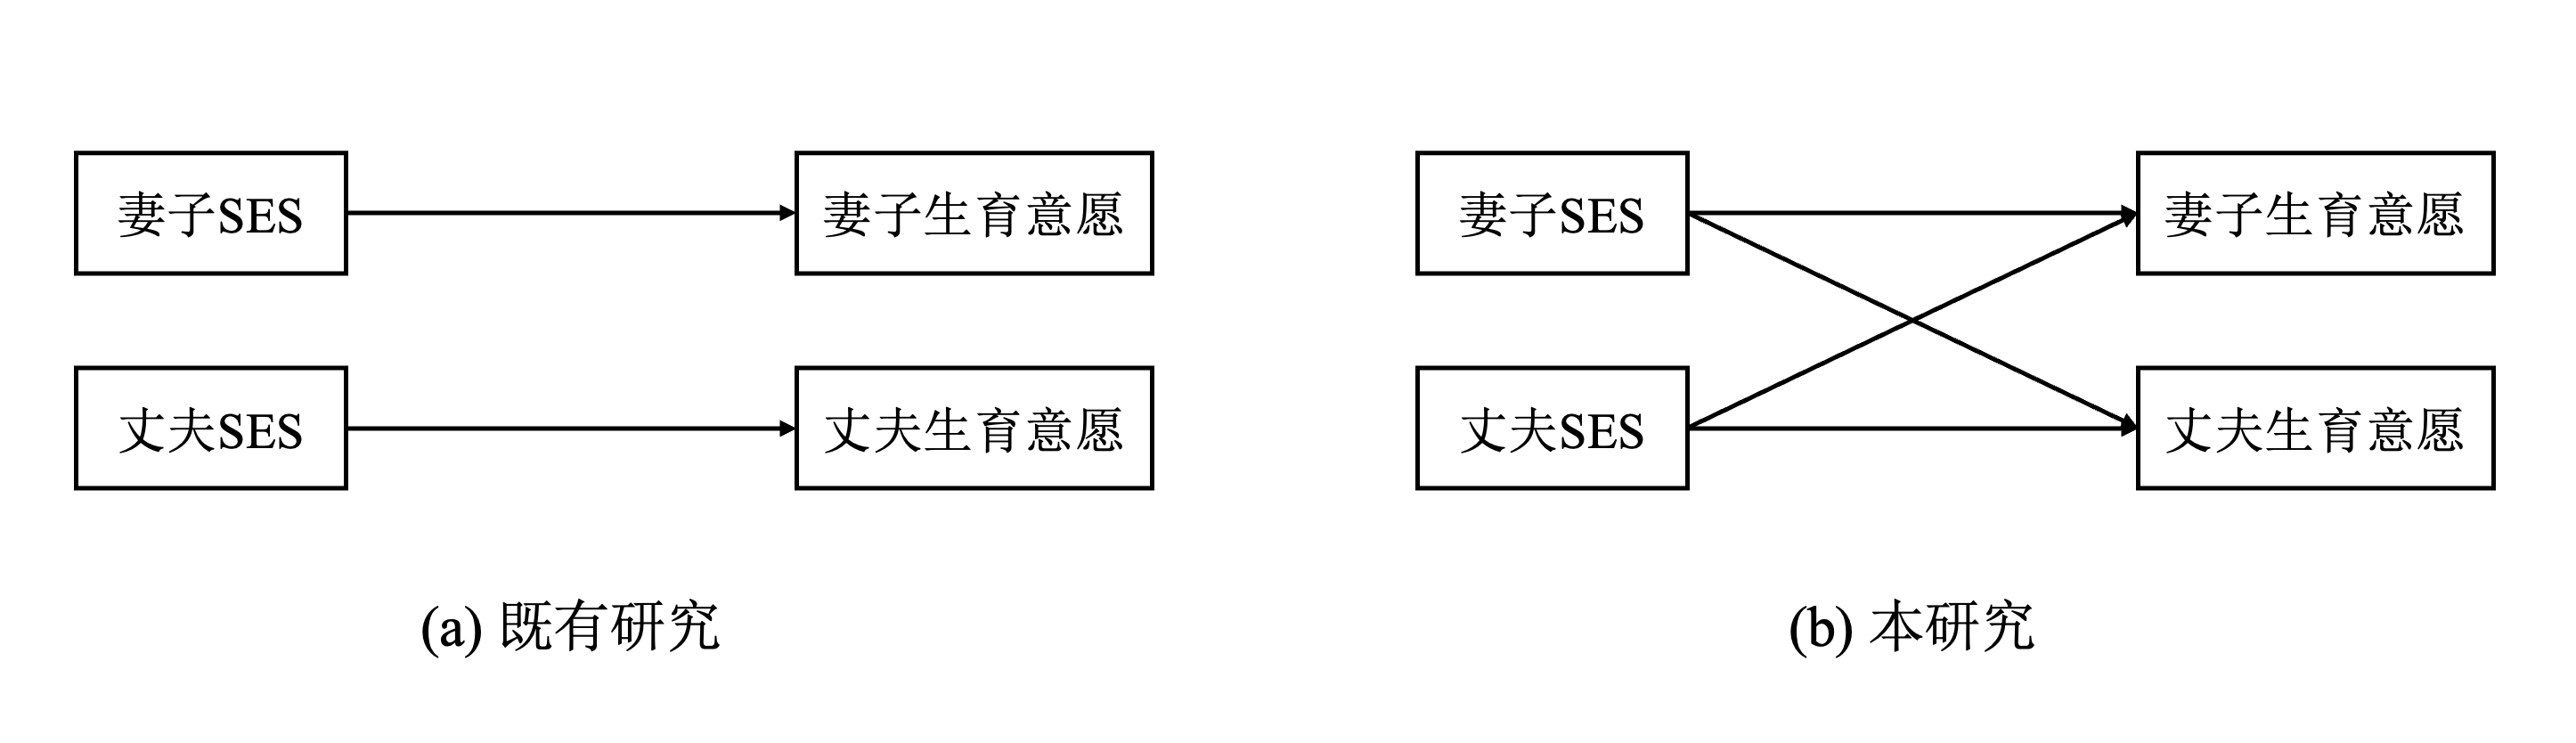 妻子SES
妻子生育意愿
丈夫SES
丈夫生育意愿
(a) 既有研究
妻子SES
妻子生育意愿
丈夫SES
丈夫生育意愿
(b) 本研究